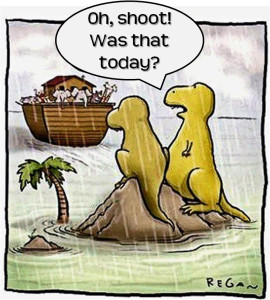 Oh, shoot!
Was that
today?
REGAN